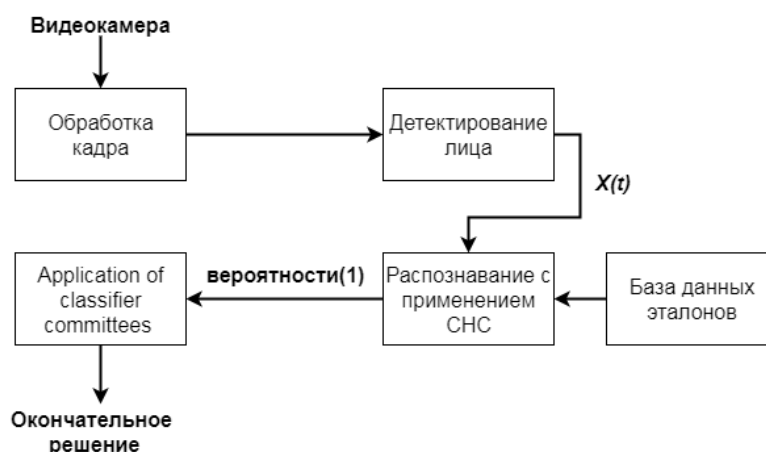 Видеокамера
Обработка
кадра
Детектирование
лица
X(t)
Application of
classifier
committees
вероятности(1)
Распознавание с
применением
СНС
База данных
эталонов
Окончательное
решение